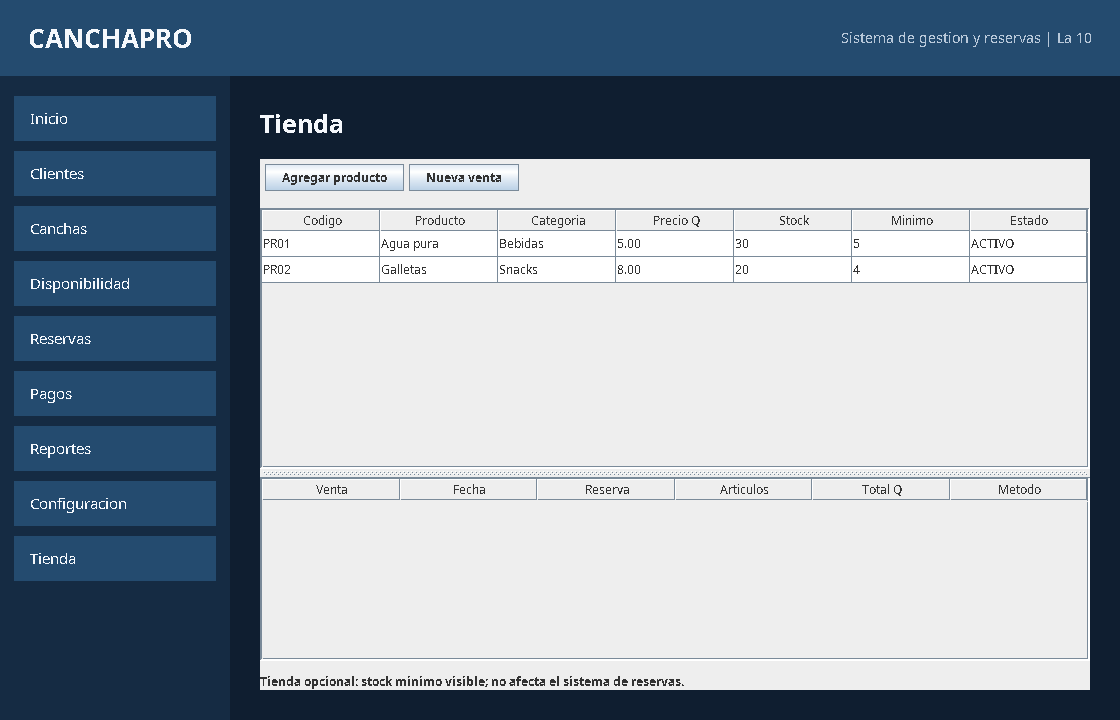 CANCHAPRO
Sistema de gestion y reservas | La 10
Inicio
Clientes
Canchas
Disponibilidad
Reservas
Pagos
Reportes
Configuracion
Tienda
Tienda
Agregar producto Nueva venta
Codigo Producto Categoria Precio Q Stock Minimo Estado
PR01 Agua pura Bebidas 5.00 30 5 ACTIVO
PR02 Galletas Snacks 8.00 20 4 ACTIVO
Venta Fecha Reserva Articulos Total Q Metodo
Tienda opcional: stock minimo visible; no afecta el sistema de reservas.